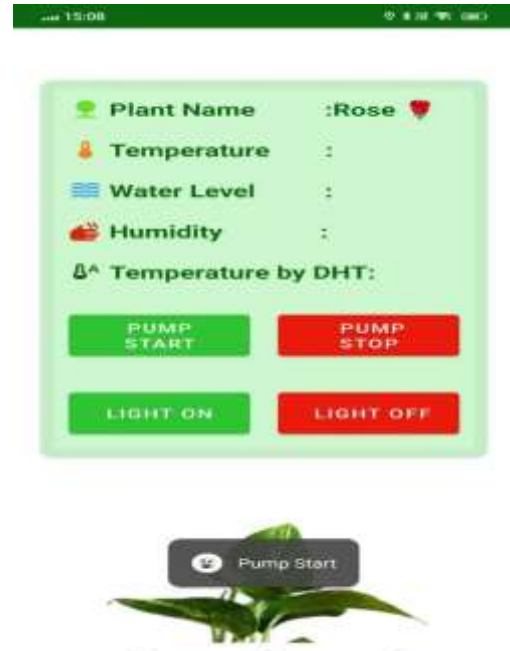 15:08
Plant Name :Rose
Temperature :
Water Level :
Humidity :
A Temperature by DHT:
PUMP START
PUMP STOP
LIGHT ON
LIGHT OFF
Pump Start